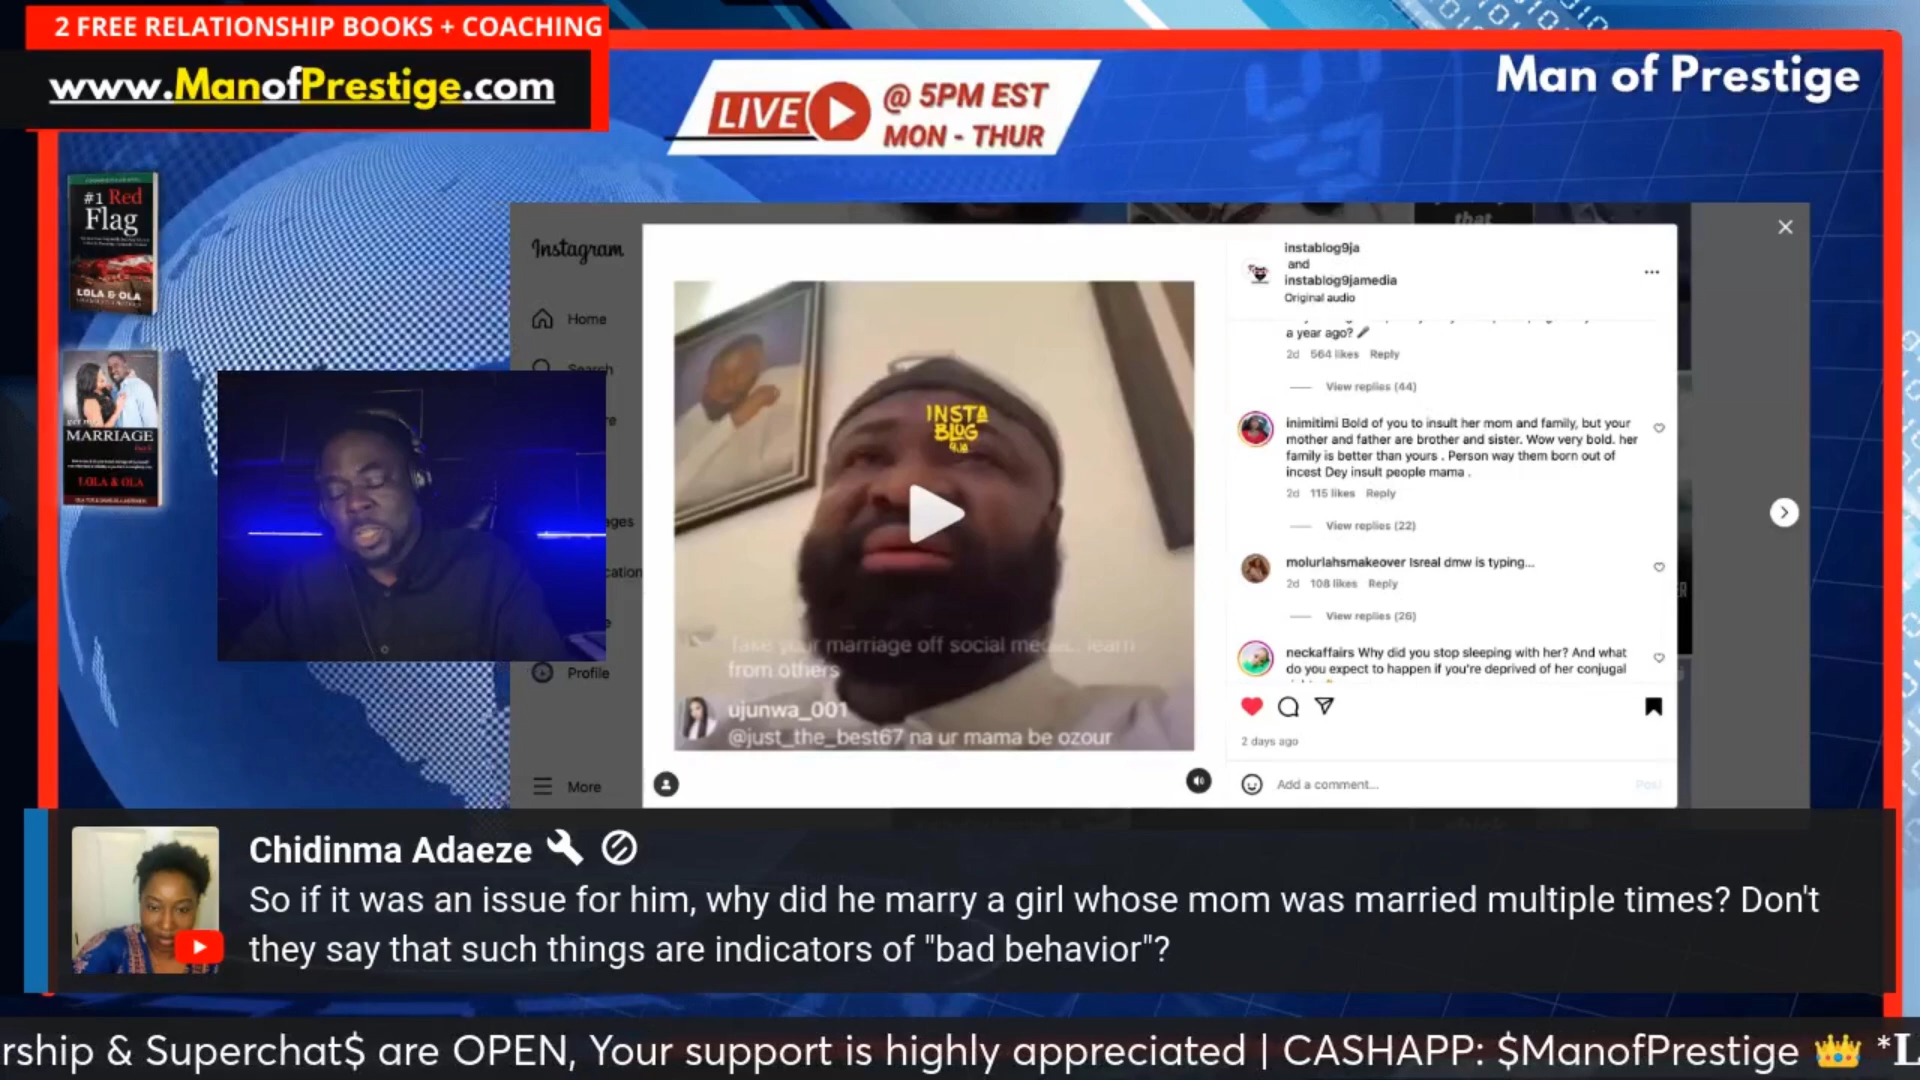 2 FREE RELATIONSHIP BOOKS + COACHING
www.ManofPrestige.com
LIVE
@ 5PM EST
MON - THUR
Man of Prestige
#1 Red
Flag
LOLA & OLA
MARRIAGE
LOLA & OLA
Instagram
Home
Search
ages
Profile
More
that
INSTA
BLOG
9JA
Take your marriage off social media.. learn
from others
ujunwa_001
@just_the_best67 na ur mama be ozour
instablog9ja
and
instablog9jamedia
Original audio
a year ago? 🎤
2d 564 likes Reply
View replies (44)
inimitimi Bold of you to insult her mom and family, but your
mother and father are brother and sister. Wow very bold. her
family is better than yours . Person way them born out of
incest Dey insult people mama .
2d 115 likes Reply
View replies (22)
molurlahsmakeover Isreal dmw is typing...
2d 108 likes Reply
View replies (26)
neckaffairs Why did you stop sleeping with her? And what
do you expect to happen if you're deprived of her conjugal
2 days ago
Add a comment...
Post
Chidinma Adaeze
So if it was an issue for him, why did he marry a girl whose mom was married multiple times? Don't
they say that such things are indicators of "bad behavior"?
rship & Superchat$ are OPEN, Your support is highly appreciated | CASHAPP: $ManofPrestige 👑 *L